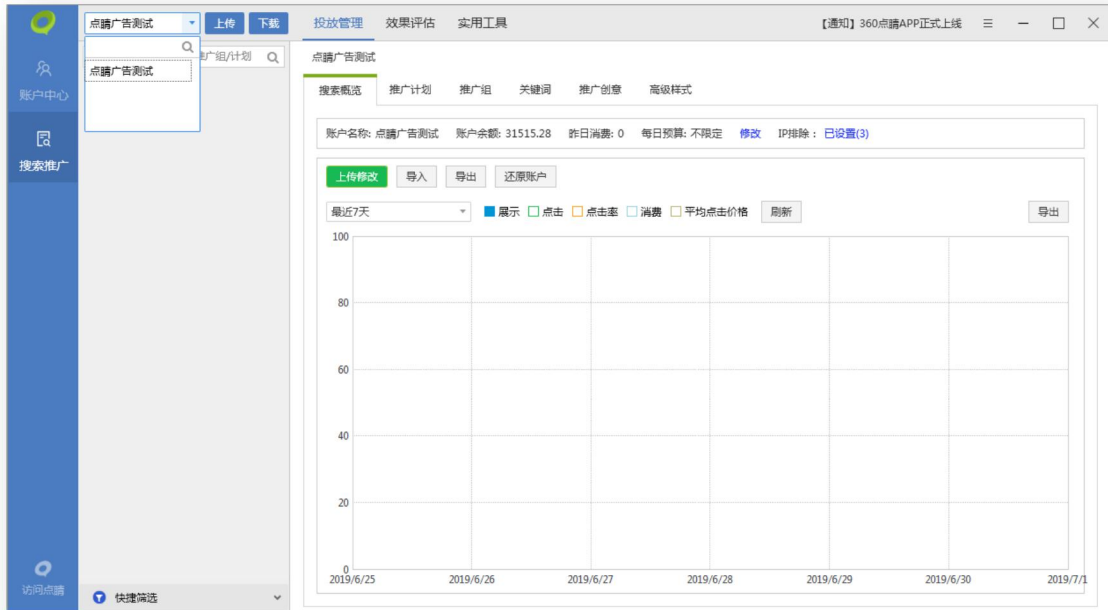 点睛广告测试 上传 下载 投放管理 效果评估 实用工具 【通知】360点睛APP正式上线
广组/计划
点睛广告测试
账户中心
搜索推广
访问点睛
快捷筛选
点睛广告测试
搜索概览 推广计划 推广组 关键词 推广创意 高级样式
账户名称: 点睛广告测试 账户余额: 31515.28 昨日消费: 0 每日预算: 不限定 修改 IP排除: 已设置(3)
上传修改 导入 导出 还原账户
最近7天 展示 点击 点击率 消费 平均点击价格 刷新 导出
100
80
60
40
20
0
2019/6/25 2019/6/26 2019/6/27 2019/6/28 2019/6/29 2019/6/30 2019/7/1